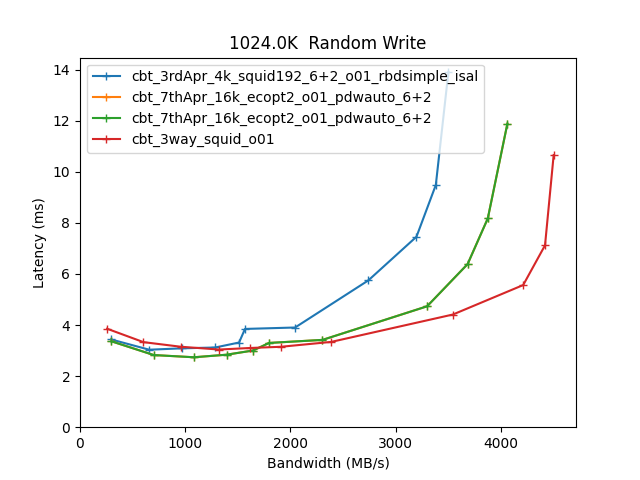 1024.0K  Random Write
cbt_3rdApr_4k_squid192_6+2_o01_rbdsimple_isal
cbt_7thApr_16k_ecopt2_o01_pdwauto_6+2
cbt_7thApr_16k_ecopt2_o01_pdwauto_6+2
cbt_3way_squid_o01
14
12
10
8
6
4
2
0
Latency (ms)
0 1000 2000 3000 4000
Bandwidth (MB/s)